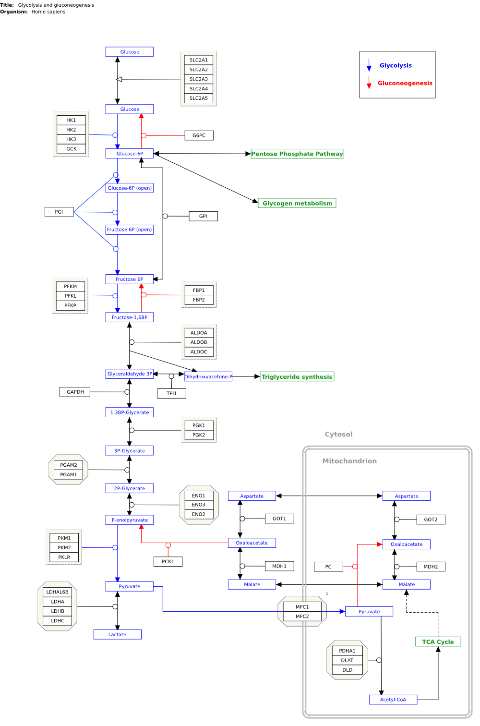 Title: Glycolysis and gluconeogenesis
Organism: Homo sapiens
Glucose
SLC2A1
SLC2A2
SLC2A3
SLC2A4
SLC2A5
Glycolysis
Gluconeogenesis
Glucose
HK1
HK2
HK3
GCK
G6PC
Glucose-6P
Pentose Phosphate Pathway
Glucose-6P (open)
Glycogen metabolism
PGI
GPI
Fructose 6P (open)
Fructose 6P
PFKM
PFKL
PFKP
FBP1
FBP2
Fructose-1,6BP
ALDOA
ALDOB
ALDOC
Glyceraldehyde 3P
Dihydroxyacetone-P
Triglyceride synthesis
GAPDH
TPI1
1,3BP-Glycerate
PGK1
PGK2
Cytosol
3P-Glycerate
Mitochondrion
PGAM2
PGAM1
2P-Glycerate
ENO1
ENO3
ENO2
Aspartate
Aspartate
P-enolpyruvate
GOT1
GOT2
PKM1
PKM2
PKLR
Oxaloacetate
Oxaloacetate
PCK1
MDH1
PC
MDH2
Pyruvate
Malate
Malate
LDHAL6B
LDHA
LDHB
LDHC
MPC1
MPC2
Pyruvate
Lactate
TCA Cycle
PDHA1
DLAT
DLD
Acetyl-CoA